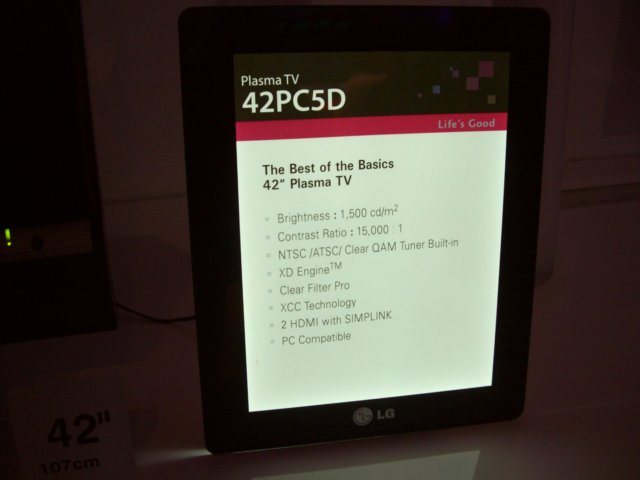 Plasma TV
42PC5D
Life's Good
The Best of the Basics
42" Plasma TV
Brightness : 1,500 cd/m2
Contrast Ratio : 15,000 : 1
NTSC /ATSC/ Clear QAM Tuner Built-in
XD Engine™
Clear Filter Pro
XCC Technology
2 HDMI with SIMPLINK
PC Compatible
LG
42"
107cm